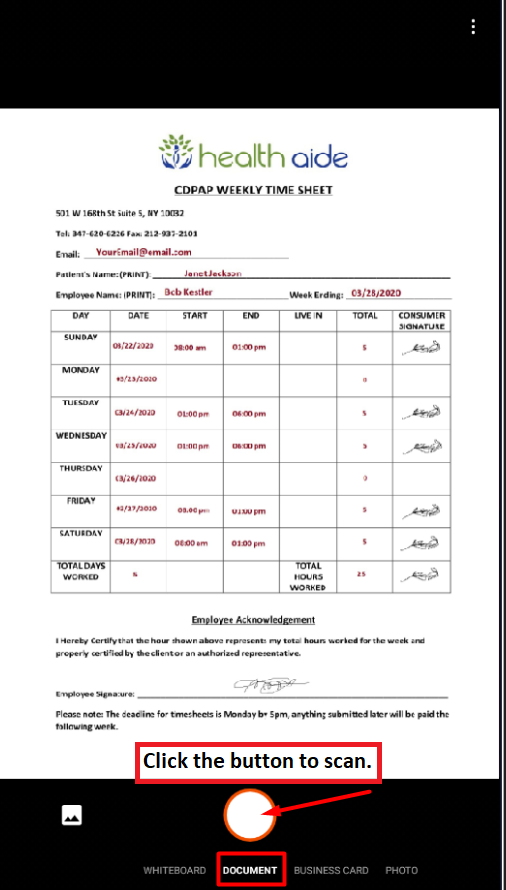 health aide
CDPAP WEEKLY TIME SHEET
501 W 168th St Suite 5, NY 10032
Tel: 347-620-6226 Fax: 212-937-2101
Email: YourEmail@email.com
Patient's Name: (PRINT): Janet Jackson
Employee Name: (PRINT): Bob Kestler Week Ending: 03/28/2020
DAY DATE START END LIVE IN TOTAL CONSUMER SIGNATURE
SUNDAY 03/22/2020 08:00 am 01:00 pm 5
MONDAY 03/23/2020 0
TUESDAY 03/24/2020 01:00 pm 06:00 pm 5
WEDNESDAY 03/25/2020 01:00 pm 06:00 pm 5
THURSDAY 03/26/2020 0
FRIDAY 03/27/2020 pm 5
SATURDAY 03/28/2020 08:00 am pm 5
TOTAL DAYS WORKED TOTAL HOURS WORKED 25
Employee Acknowledgement
I Hereby Certify that the hour shown above represents my total hours worked for the week and
properly certified by the client or an authorized representative.
Employee Signature:
Please note: The deadline for timesheets is Monday by 5pm, anything submitted later will be paid the
following week.
Click the button to scan.
WHITEBOARD DOCUMENT BUSINESS CARD PHOTO